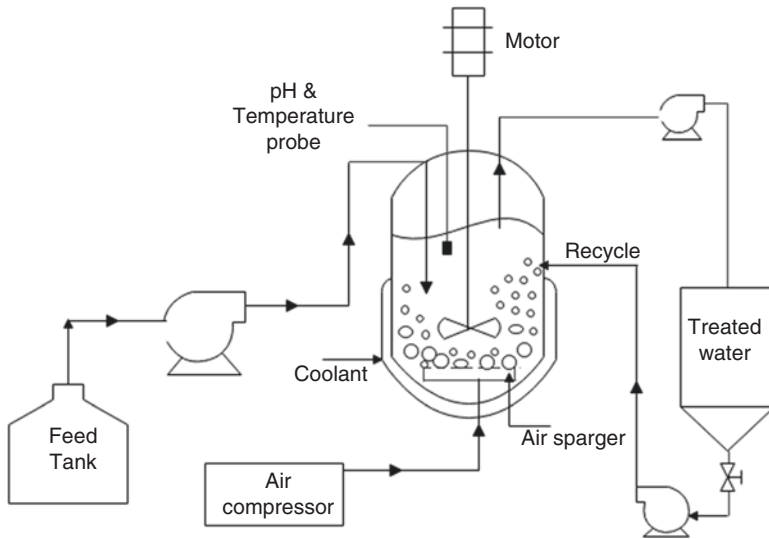 Motor
pH &
Temperature
probe
Recycle
Treated
water
Coolant
Feed
Tank
Air sparger
Air
compressor